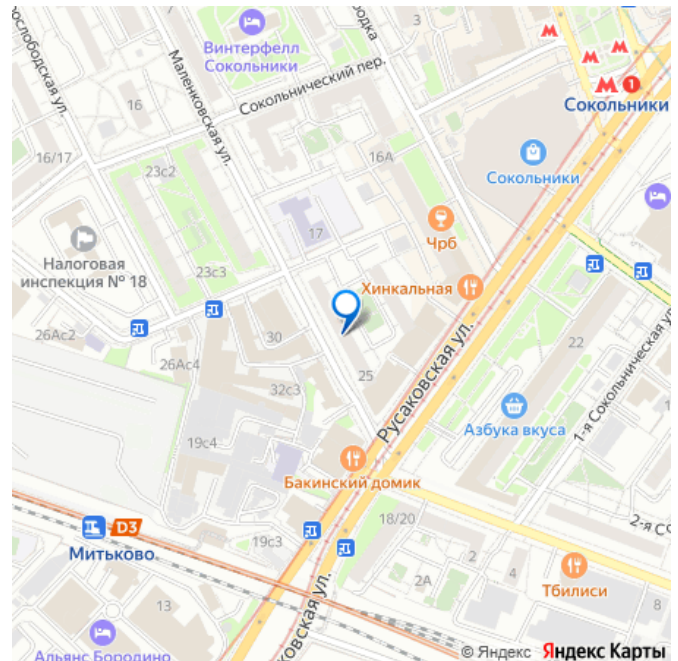 Винтерфелл
Сокольники
М
М
М
М
1
Сокольники
Маленковская ул.
Сокольнический пер.
16
16А
16/17
23с2
Сокольники
Чрб
17
Налоговая
инспекция № 18
23с3
Хинкальная
26Ас2
30
22
1-я Сокольническая ул.
26Ас4
25
32с3
Русаковская ул.
Азбука вкуса
19с4
Бакинский домик
D3
Митьково
19с3
18/20
2
4
2А
Тбилиси
8
13
Альянс Бородино
© Яндекс Яндекс Карты